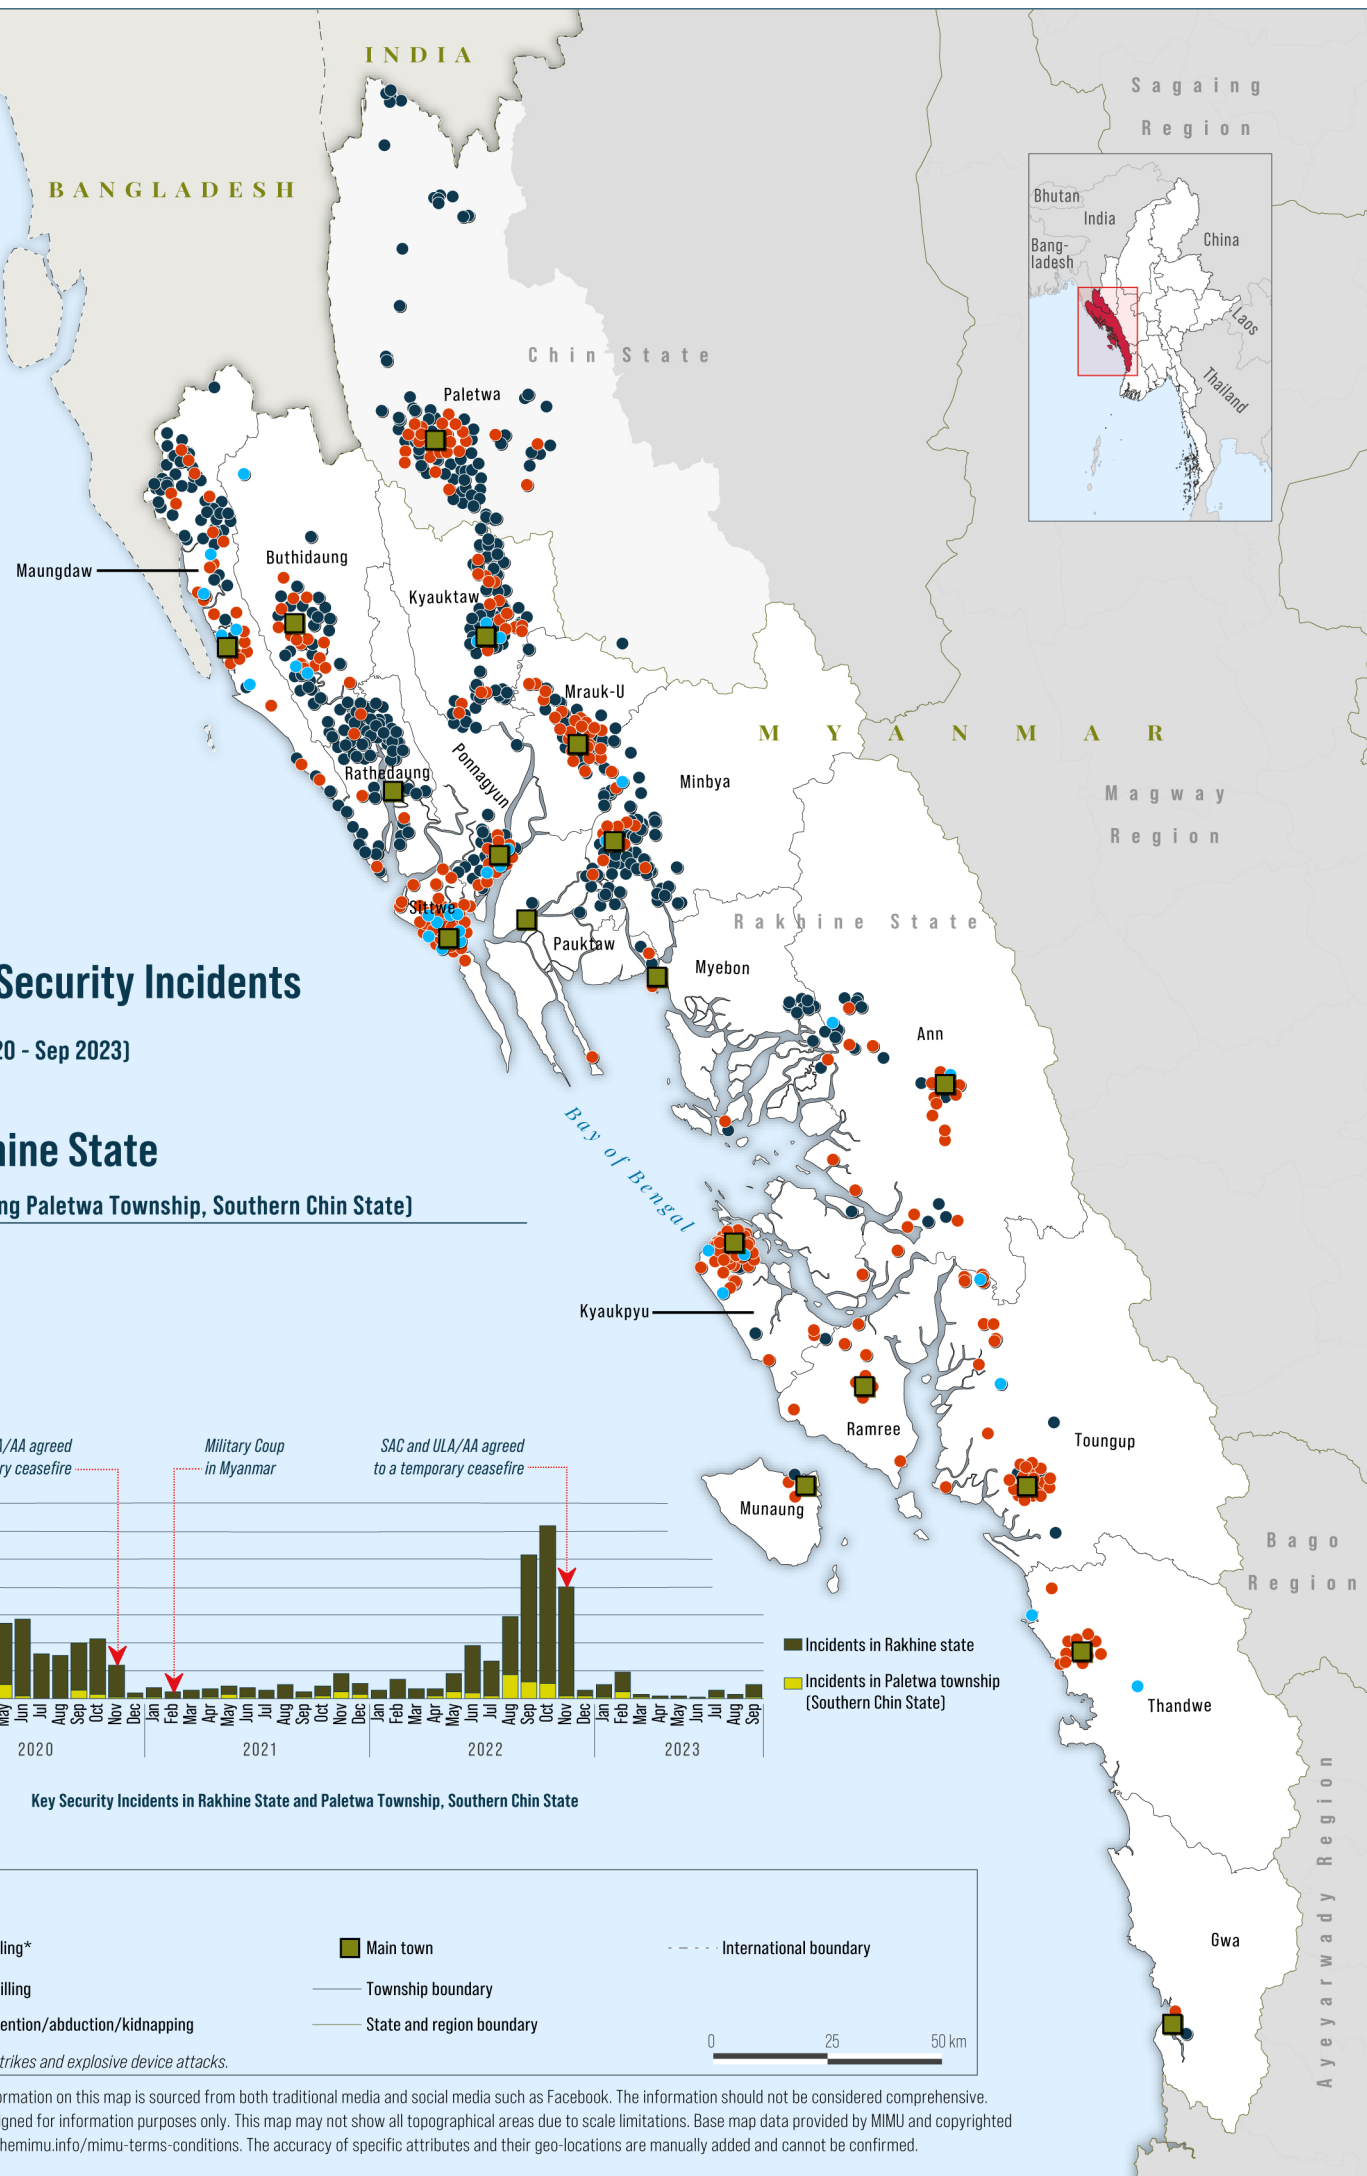 INDIA
Sagaing
Region
BANGLADESH
Bhutan
India
China
Bang-
ladesh
Laos
Thailand
Chin State
Paletwa
Buthidaung
Maungdaw
Kyauktaw
Mrauk-U
MYANMAR
Ponnagyun
Rathedaung
Minbya
Magway
Region
Sittwe
Rakhine State
Pauktaw
Myebon
Security Incidents
Ann
20 - Sep 2023)
Bay of Bengal
hine State
ng Paletwa Township, Southern Chin State)
Kyaukpyu
Ramree
Toungup
Munaung
A/AA agreed
ry ceasefire
Military Coup
in Myanmar
SAC and ULA/AA agreed
to a temporary ceasefire
Bago
Region
Incidents in Rakhine state
Incidents in Paletwa township
(Southern Chin State)
Thandwe
May Jun Jul Aug Sep Oct Nov Dec Jan Feb Mar Apr May Jun Jul Aug Sep Oct Nov Dec Jan Feb Mar Apr May Jun Jul Aug Sep Oct Nov Dec Jan Feb Mar Apr May Jun Jul Aug Sep
2020 2021 2022 2023
Key Security Incidents in Rakhine State and Paletwa Township, Southern Chin State
Ayeyarwady Region
Gwa
ling*
Main town
International boundary
illing
Township boundary
ention/abduction/kidnapping
State and region boundary
0 25 50 km
trikes and explosive device attacks.
ormation on this map is sourced from both traditional media and social media such as Facebook. The information should not be considered comprehensive.
igned for information purposes only. This map may not show all topographical areas due to scale limitations. Base map data provided by MIMU and copyrighted
hemimu.info/mimu-terms-conditions. The accuracy of specific attributes and their geo-locations are manually added and cannot be confirmed.